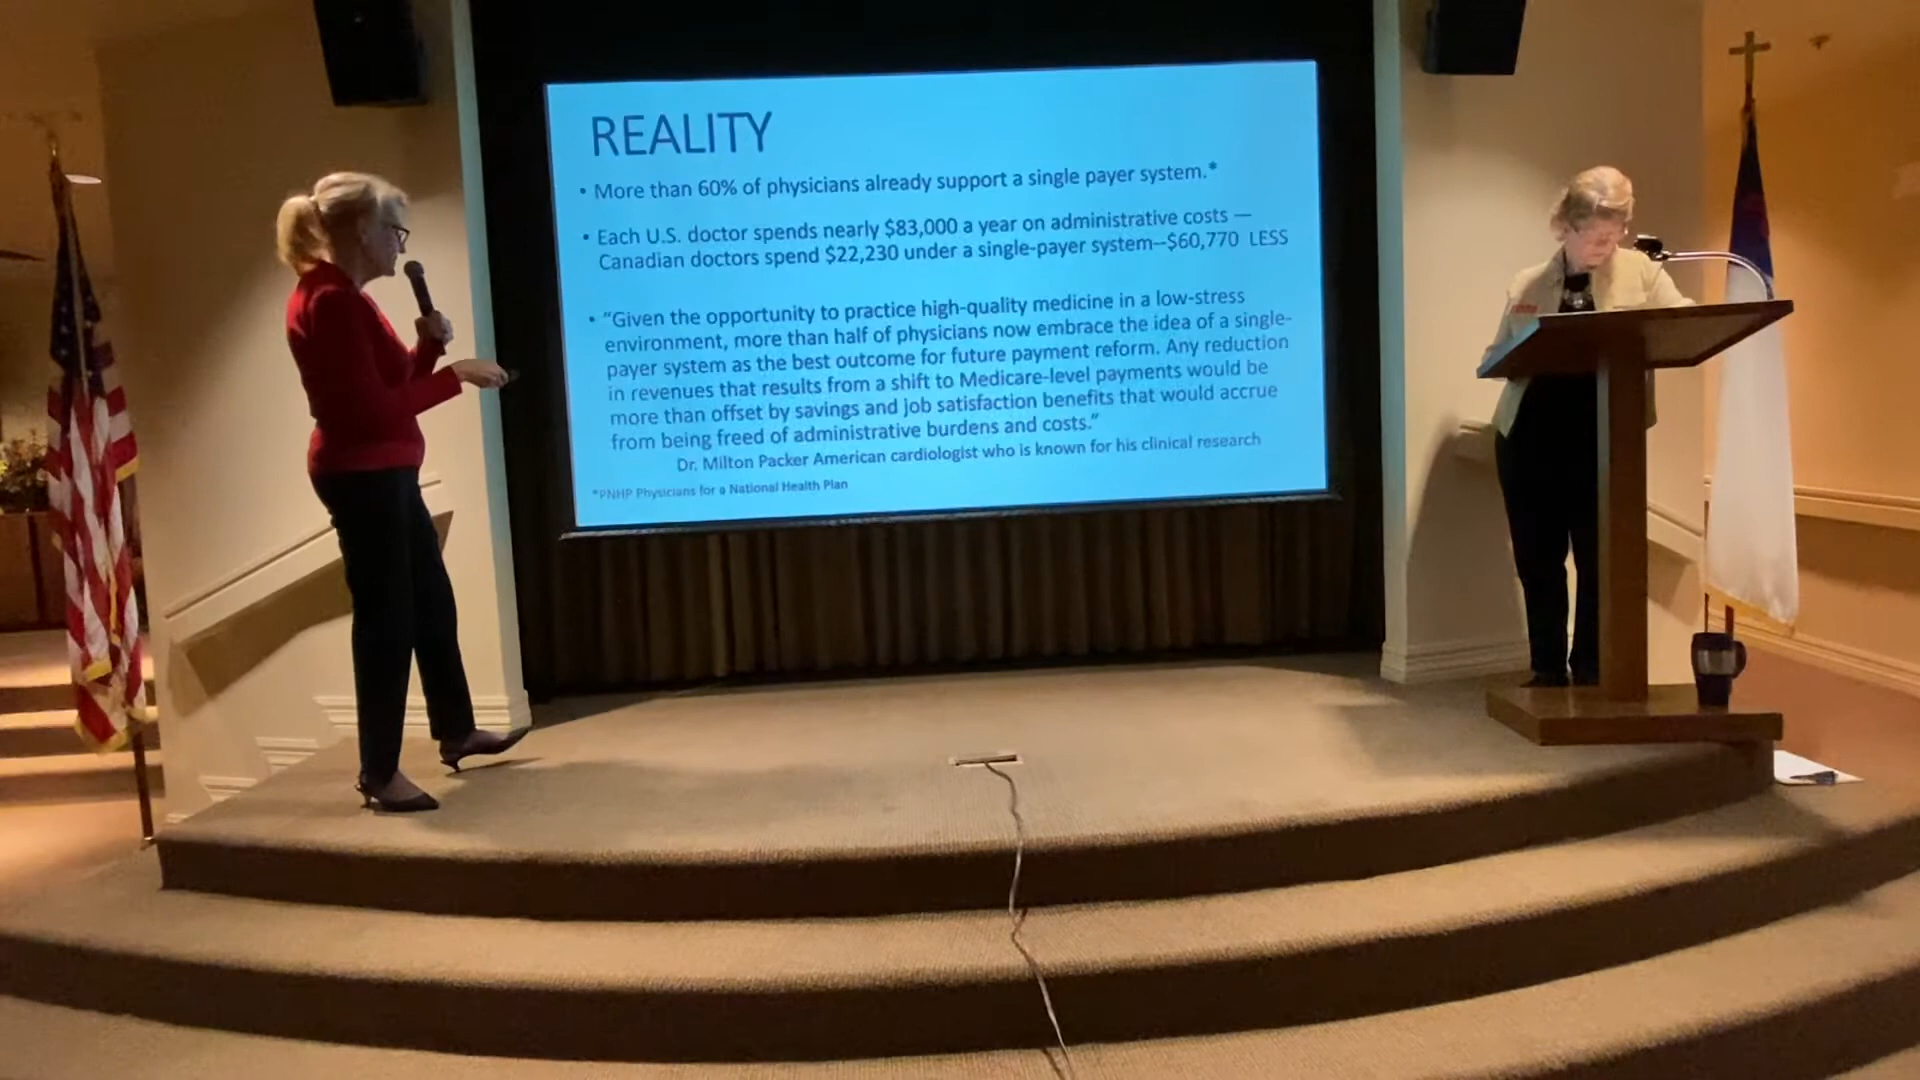 REALITY
• More than 60% of physicians already support a single payer system.*
• Each U.S. doctor spends nearly $83,000 a year on administrative costs —
Canadian doctors spend $22,230 under a single-payer system--$60,770 LESS
• “Given the opportunity to practice high-quality medicine in a low-stress
environment, more than half of physicians now embrace the idea of a single-
payer system as the best outcome for future payment reform. Any reduction
in revenues that results from a shift to Medicare-level payments would be
more than offset by savings and job satisfaction benefits that would accrue
from being freed of administrative burdens and costs.”
Dr. Milton Packer American cardiologist who is known for his clinical research
*PNHP Physicians for a National Health Plan